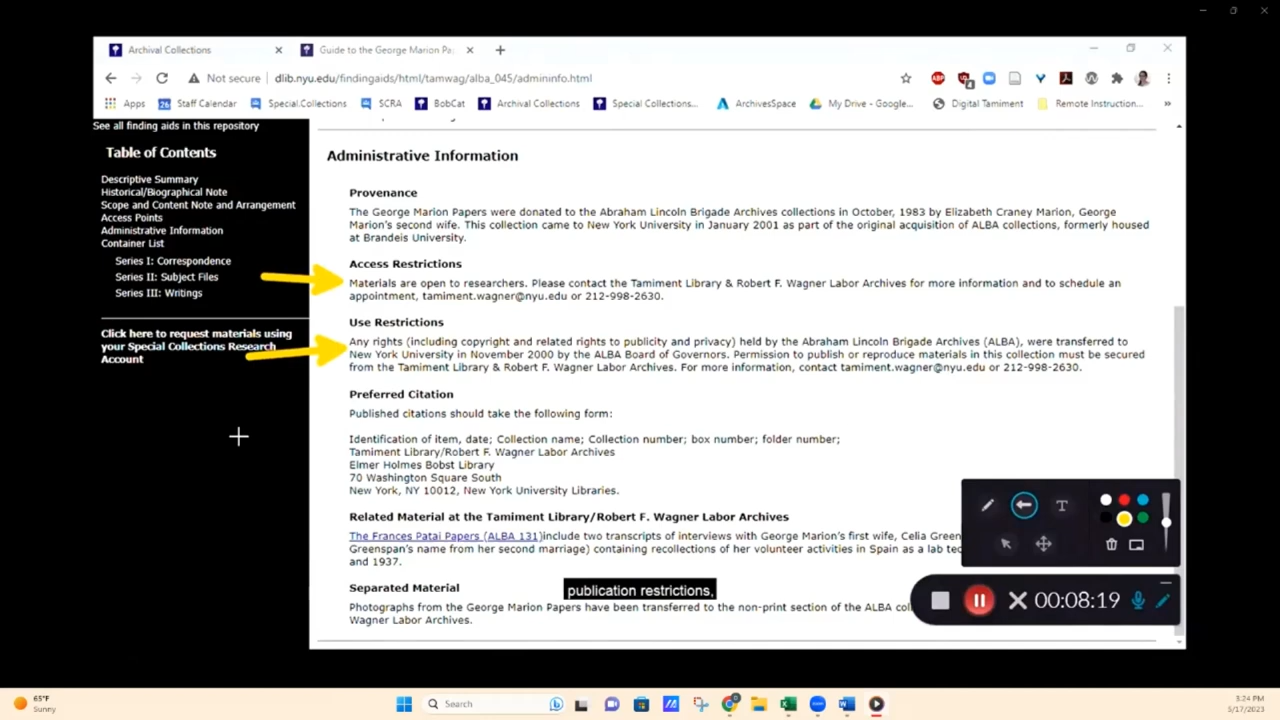 Archival Collections
Guide to the George Marion Pa
Not secure
dlib.nyu.edu/findingaids/html/tamwag/alba_045/admininfo.html
Apps
Staff Calendar
Special.Collections
SCRA
BobCat
Archival Collections
Special Collections...
ArchivesSpace
My Drive - Google...
Digital Tamiment
Remote Instruction...
See all finding aids in this repository
Table of Contents
Descriptive Summary
Historical/Biographical Note
Scope and Content Note and Arrangement
Access Points
Administrative Information
Container List
Series I: Correspondence
Series II: Subject Files
Series III: Writings
Click here to request materials using
your Special Collections Research
Account
Administrative Information
Provenance
The George Marion Papers were donated to the Abraham Lincoln Brigade Archives collections in October, 1983 by Elizabeth Craney Marion, George
Marion's second wife. This collection came to New York University in January 2001 as part of the original acquisition of ALBA collections, formerly housed
at Brandeis University.
Access Restrictions
Materials are open to researchers. Please contact the Tamiment Library & Robert F. Wagner Labor Archives for more information and to schedule an
appointment, tamiment.wagner@nyu.edu or 212-998-2630.
Use Restrictions
Any rights (including copyright and related rights to publicity and privacy) held by the Abraham Lincoln Brigade Archives (ALBA), were transferred to
New York University in November 2000 by the ALBA Board of Governors. Permission to publish or reproduce materials in this collection must be secured
from the Tamiment Library & Robert F. Wagner Labor Archives. For more information, contact tamiment.wagner@nyu.edu or 212-998-2630.
Preferred Citation
Published citations should take the following form:
Identification of item, date; Collection name; Collection number; box number; folder number;
Tamiment Library/Robert F. Wagner Labor Archives
Elmer Holmes Bobst Library
70 Washington Square South
New York, NY 10012, New York University Libraries.
Related Material at the Tamiment Library/Robert F. Wagner Labor Archives
The Frances Patai Papers (ALBA 131)include two transcripts of interviews with George Marion's first wife, Celia Green
Greenspan's name from her second marriage) containing recollections of her volunteer activities in Spain as a lab tec
and 1937.
Separated Material
publication restrictions,
Photographs from the George Marion Papers have been transferred to the non-print section of the ALBA col
Wagner Labor Archives.
T
00:08:19
65°F
Sunny
Search
3:24 PM
5/17/2023